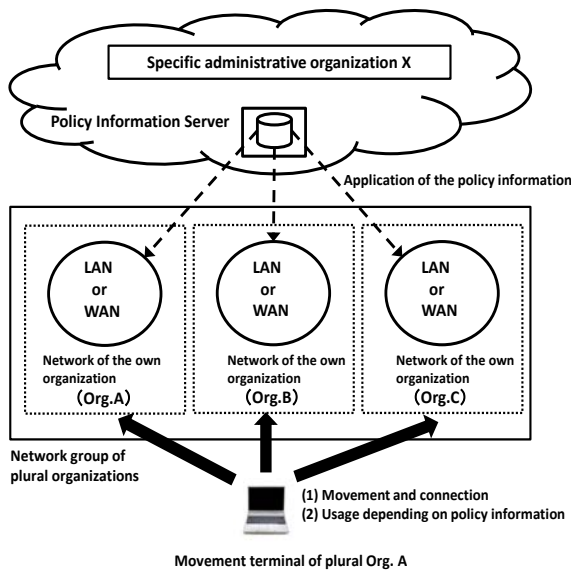 Specific administrative organization X
Policy Information Server
Application of the policy information
LAN
or
WAN
Network of the own
organization
(Org.A)
LAN
or
WAN
Network of the own
organization
(Org.B)
LAN
or
WAN
Network of the own
organization
(Org.C)
Network group of
plural organizations
(1) Movement and connection
(2) Usage depending on policy information
Movement terminal of plural Org. A